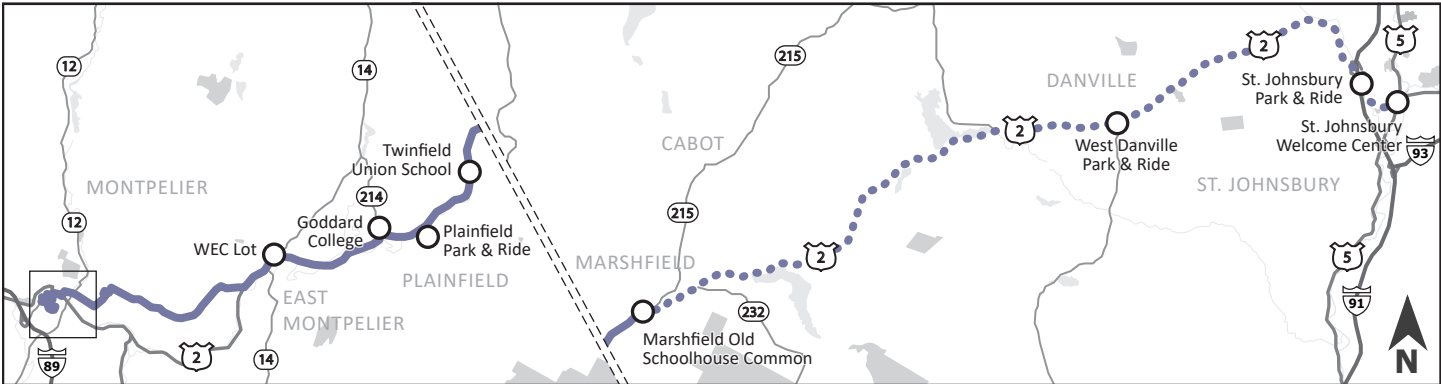 12
14
215
2
5
DANVILLE
St. Johnsbury
Park & Ride
CABOT
2
West Danville
Park & Ride
St. Johnsbury
Welcome Center
93
Twinfield
Union School
MONTPELIER
214
ST. JOHNSBURY
12
Goddard
College
215
Plainfield
Park & Ride
WEC Lot
2
5
MARSHFIELD
PLAINFIELD
EAST
MONTPELIER
232
91
Marshfield Old
Schoolhouse Common
89
2
14
N